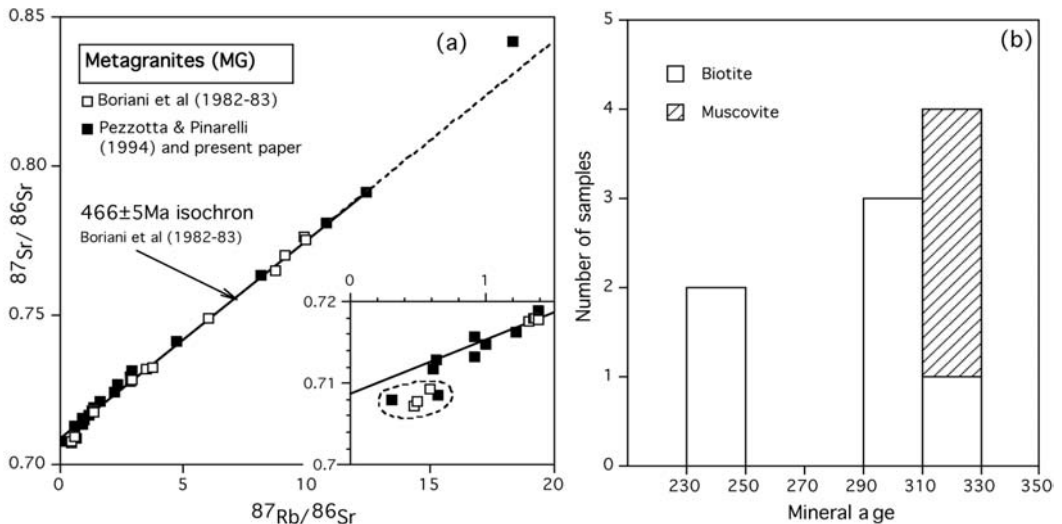 (a)
Metagranites (MG)
Boriani et al (1982-83)
Pezzotta & Pinarelli
(1994) and present paper
466±5Ma isochron
Boriani et al (1982-83)
87Sr/ 86Sr
0.85
0.80
0.75
0.70
0 5 10 15 20
87Rb/86Sr
0 1
0.72
0.71
0.7
(b)
Biotite
Muscovite
Number of samples
5
4
3
2
1
0
230 250 290 310 330 350
Mineral age